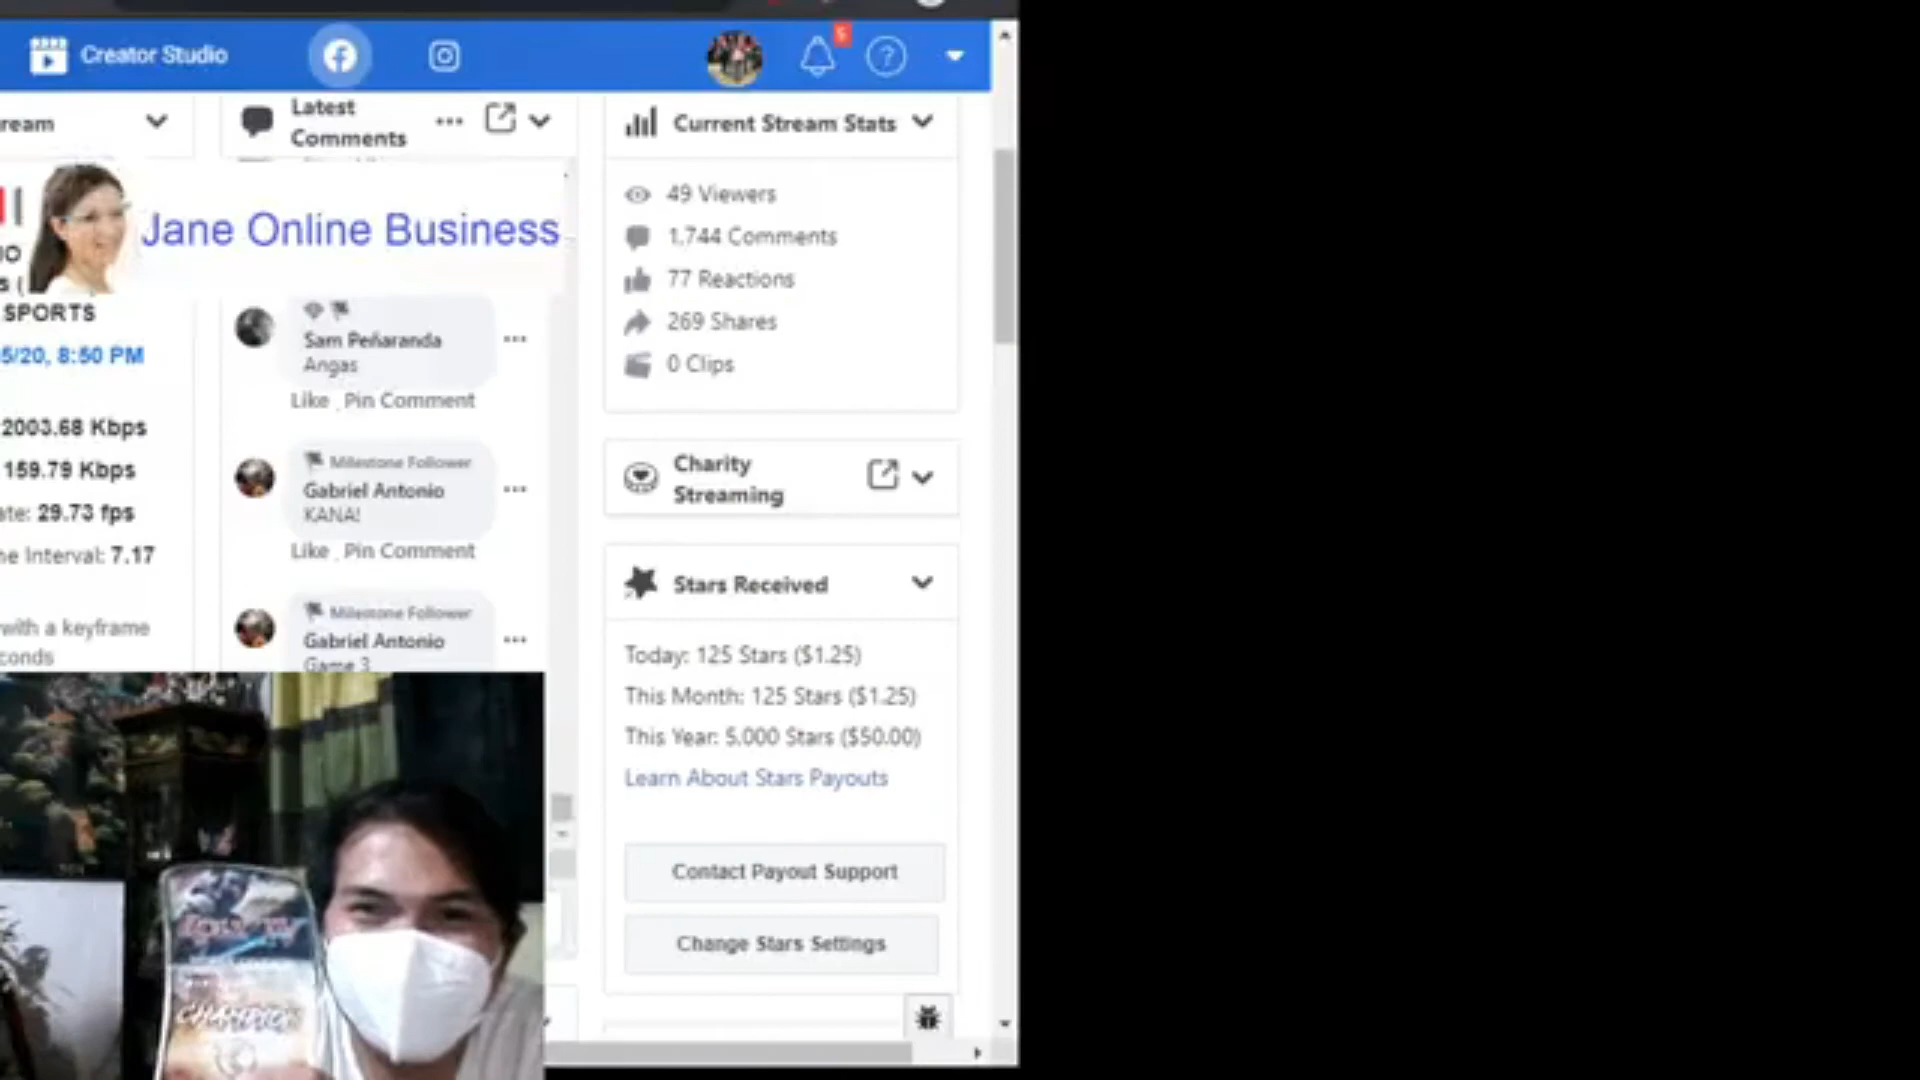 Creator Studio
5
ream
Latest
Comments
Current Stream Stats
49 Viewers
1,744 Comments
77 Reactions
269 Shares
0 Clips
Jane Online Business
SPORTS
5/20, 8:50 PM
2003.68 Kbps
159.79 Kbps
ate: 29.73 fps
ne Interval: 7.17
with a keyframe
conds
Sam Peñaranda
Angas
Like Pin Comment
Milestone Follower
Gabriel Antonio
KANA!
Like Pin Comment
Milestone Follower
Gabriel Antonio
Game 3
Charity
Streaming
Stars Received
Today: 125 Stars ($1.25)
This Month: 125 Stars ($1.25)
This Year: 5,000 Stars ($50.00)
Learn About Stars Payouts
Contact Payout Support
Change Stars Settings
CHAMPION